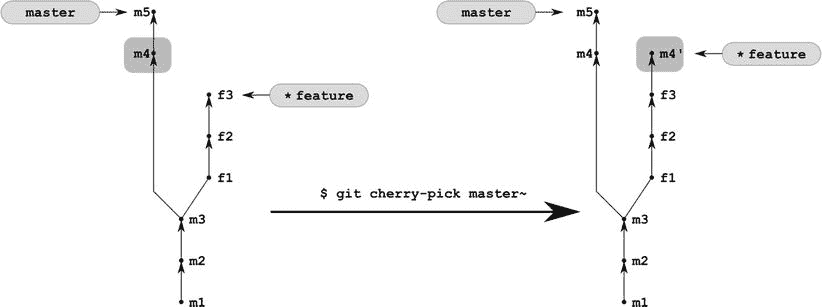 master
m5
m4
f3
* feature
f2
f1
m3
m2
m1
$ git cherry-pick master~
master
m5
m4
m4'
* feature
f3
f2
f1
m3
m2
m1